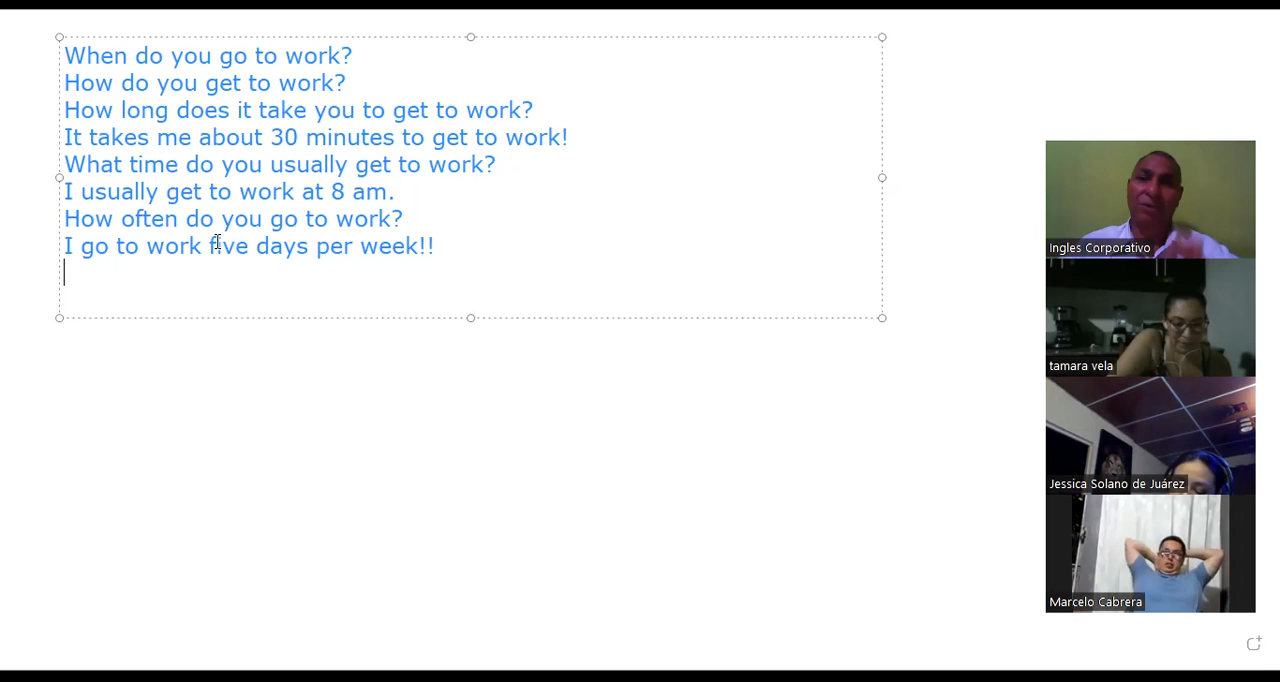 When do you go to work?
How do you get to work?
How long does it take you to get to work?
It takes me about 30 minutes to get to work!
What time do you usually get to work?
I usually get to work at 8 am.
How often do you go to work?
I go to work five days per week!!
Ingles Corporativo
tamara vela
Jessica Solano de Juárez
Marcelo Cabrera